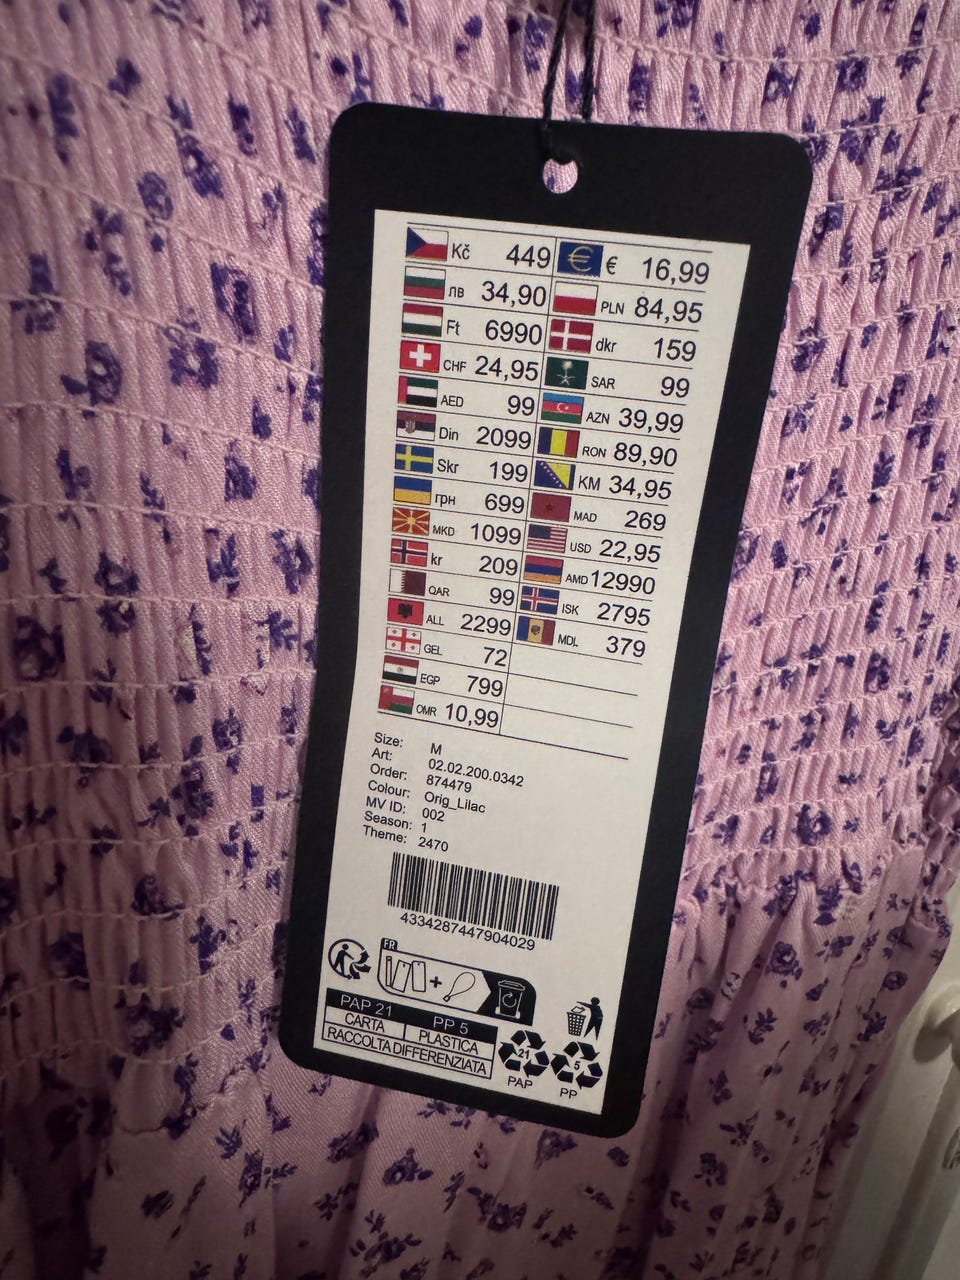 Kč 449 € 16,99
лв 34,90 PLN 84,95
Ft 6990 dkr 159
CHF 24,95 SAR 99
AED 99 AZN 39,99
Din 2099 RON 89,90
Skr 199 KM 34,95
грн 699 MAD 269
MKD 1099 USD 22,95
kr 209 AMD 12990
QAR 99 ISK 2795
ALL 2299 MDL 379
GEL 72
EGP 799
OMR 10,99
Size: M
Art: 02.02.200.0342
Order: 874479
Colour: Orig_Lilac
MV ID: 002
Season: 1
Theme: 2470
4334287447904029
FR
+
PAP 21 PP 5
CARTA PLASTICA
RACCOLTA DIFFERENZIATA
21 5
PAP PP